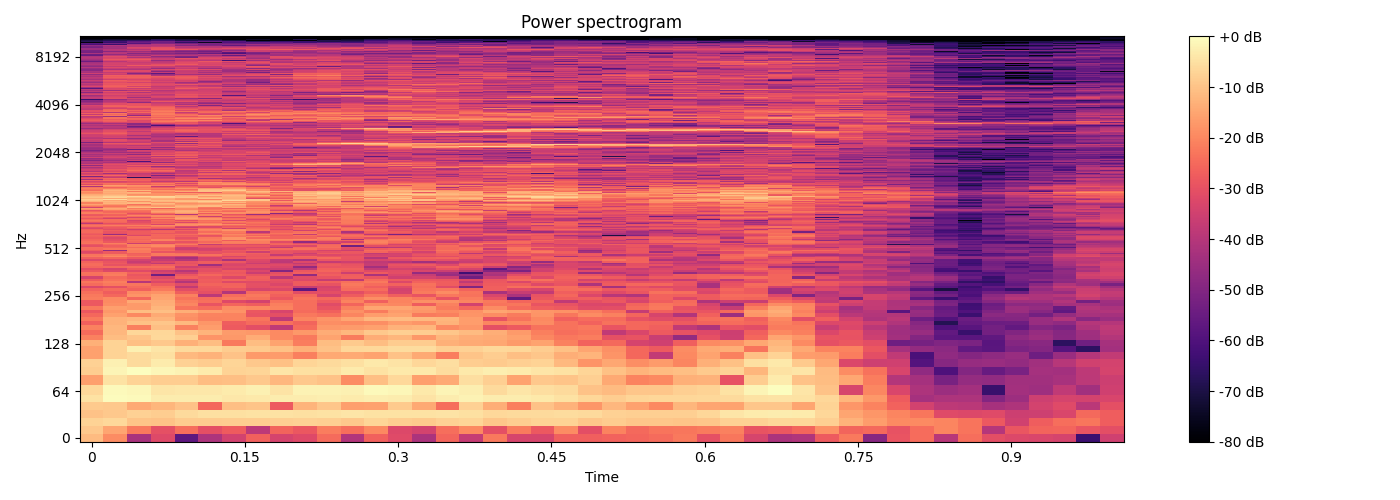 Power spectrogram
Hz
8192
4096
2048
1024
512
256
128
64
0
0 0.15 0.3 0.45 0.6 0.75 0.9
Time
+0 dB
-10 dB
-20 dB
-30 dB
-40 dB
-50 dB
-60 dB
-70 dB
-80 dB